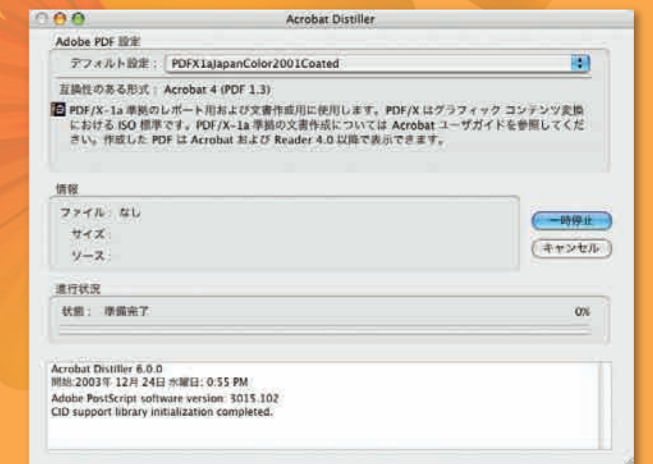 Acrobat Distiller
Adobe PDF 設定
デフォルト設定： PDFX1aJapanColor2001Coated
互換性のある形式： Acrobat 4 (PDF 1.3)
PDF/X-1a 準拠のレポート用および文書作成用に使用します。PDF/X はグラフィック コンテンツ変換
における ISO 標準です。PDF/X-1a 準拠の文書作成については Acrobat ユーザガイドを参照してくだ
さい。作成した PDF は Acrobat および Reader 4.0 以降で表示できます。
情報
ファイル： なし
サイズ：
ソース：
一時停止
キャンセル
進行状況
状態： 準備完了 0%
Acrobat Distiller 6.0.0
開始:2003年 12月 24日 水曜日: 0:55 PM
Adobe PostScript software version: 3015.102
CID support library initialization completed.